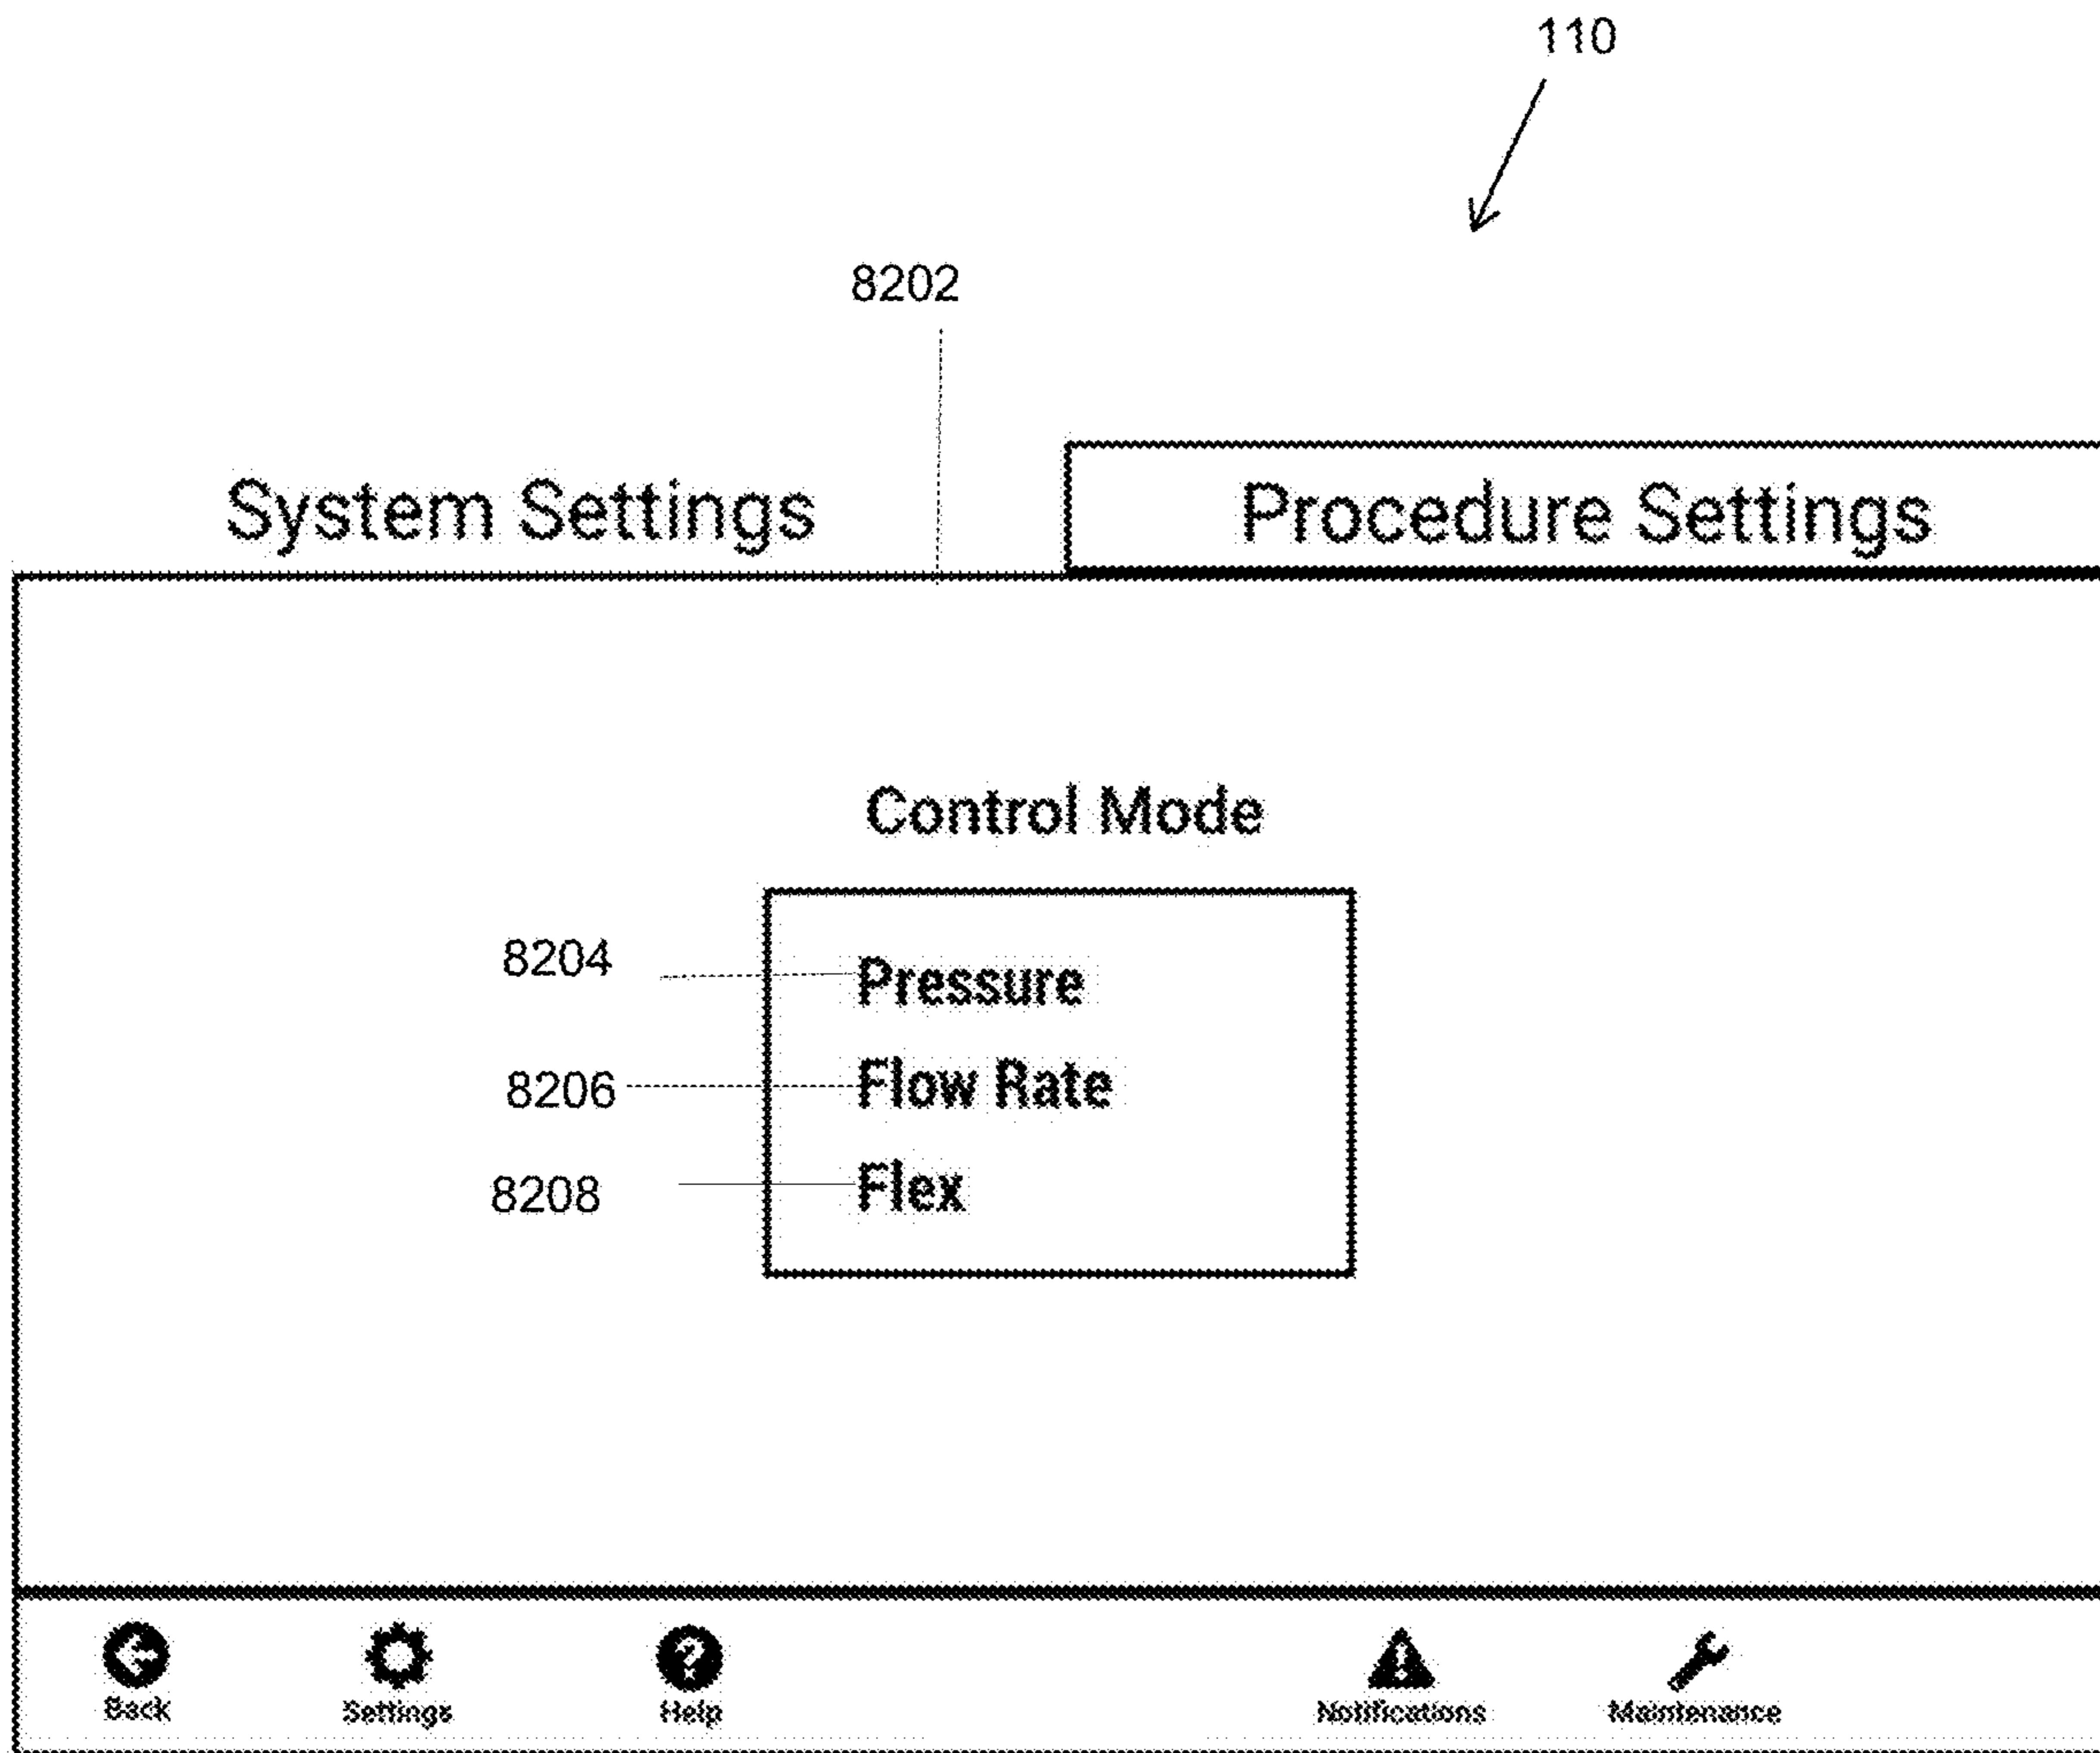 110
8202
System Settings Procedure Settings
Control Mode
8204 Pressure
8206 Flow Rate
8208 Flex
Back Settings Help Notifications Maintenance